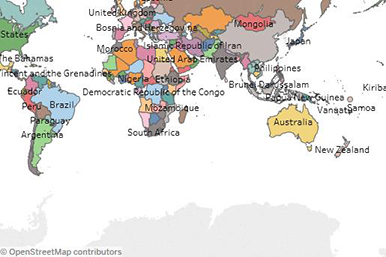 United Kingdom
Bosnia and Herzegovina
Mongolia
States
Islamic Republic of Iran
Japan
Morocco
The Bahamas
United Arab Emirates
Philippines
Vincent and the Grenadines
Nigeria
Ethiopia
Brunei Darussalam
Kiriba
Ecuador
Democratic Republic of the Congo
Papua New Guinea
Peru
Brazil
Mozambique
Vanuatu
Samoa
Paraguay
Australia
Argentina
South Africa
New Zealand
© OpenStreetMap contributors